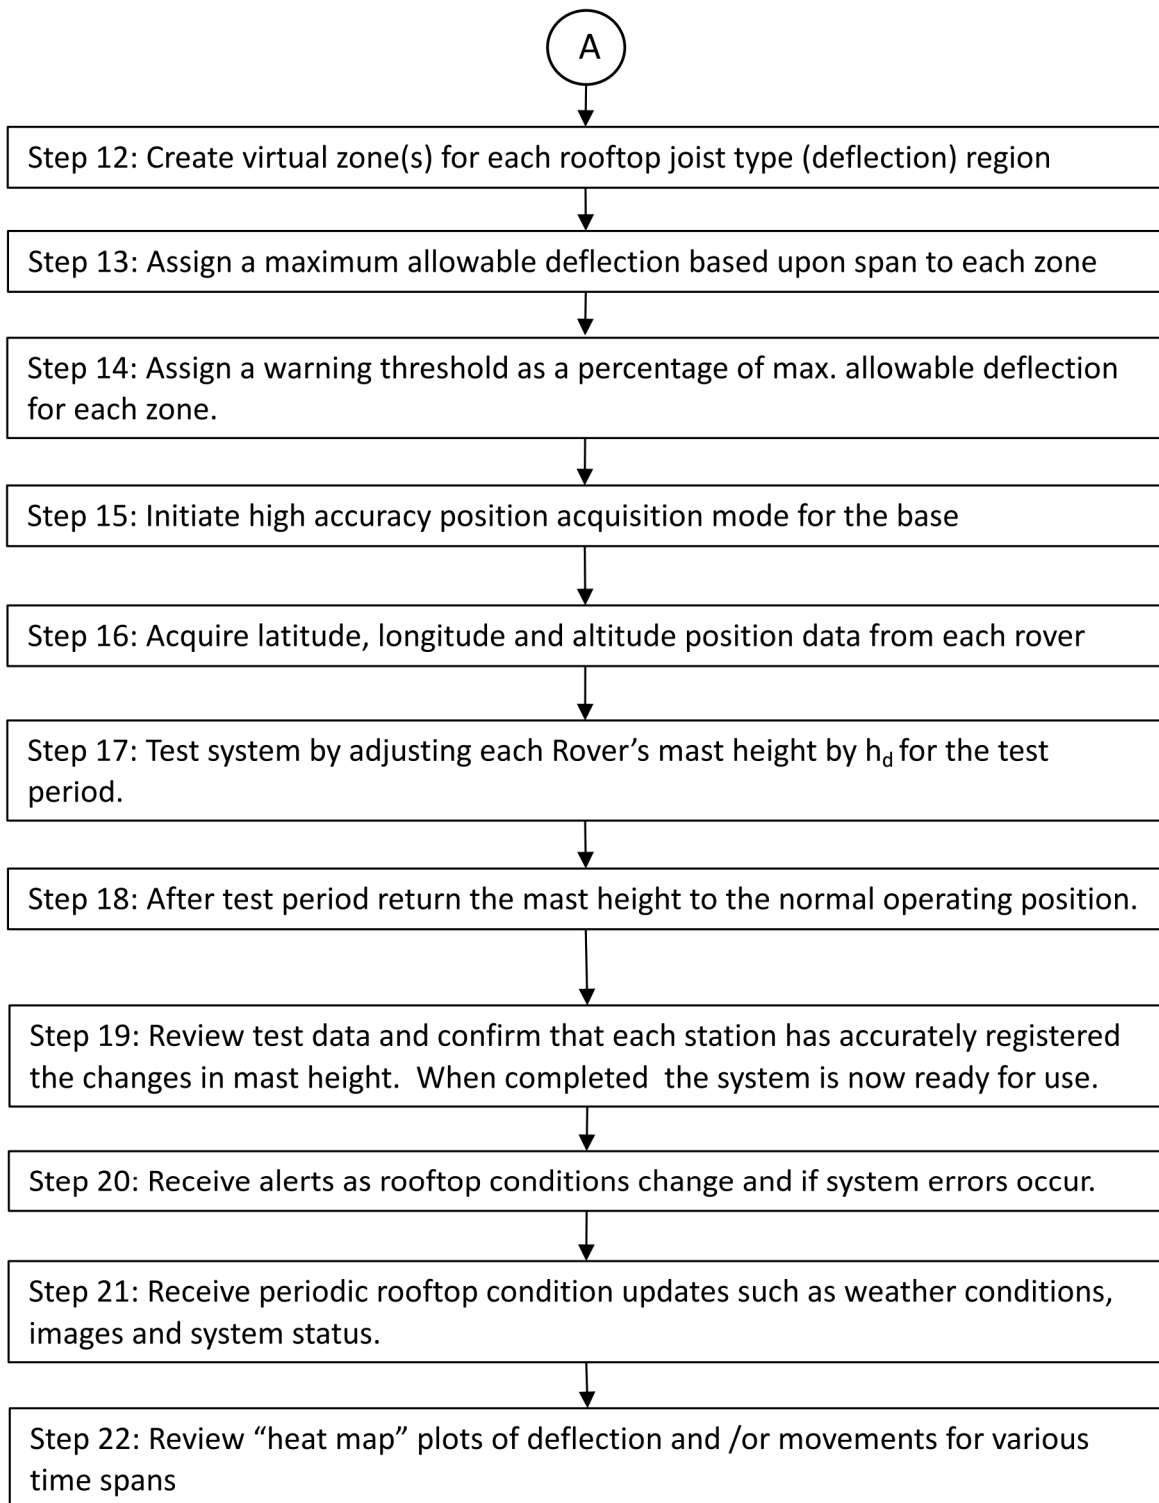 A
Step 12: Create virtual zone(s) for each rooftop joist type (deflection) region
Step 13: Assign a maximum allowable deflection based upon span to each zone
Step 14: Assign a warning threshold as a percentage of max. allowable deflection
for each zone.
Step 15: Initiate high accuracy position acquisition mode for the base
Step 16: Acquire latitude, longitude and altitude position data from each rover
Step 17: Test system by adjusting each Rover’s mast height by hd for the test
period.
Step 18: After test period return the mast height to the normal operating position.
Step 19: Review test data and confirm that each station has accurately registered
the changes in mast height.  When completed  the system is now ready for use.
Step 20: Receive alerts as rooftop conditions change and if system errors occur.
Step 21: Receive periodic rooftop condition updates such as weather conditions,
images and system status.
Step 22: Review “heat map” plots of deflection and /or movements for various
time spans